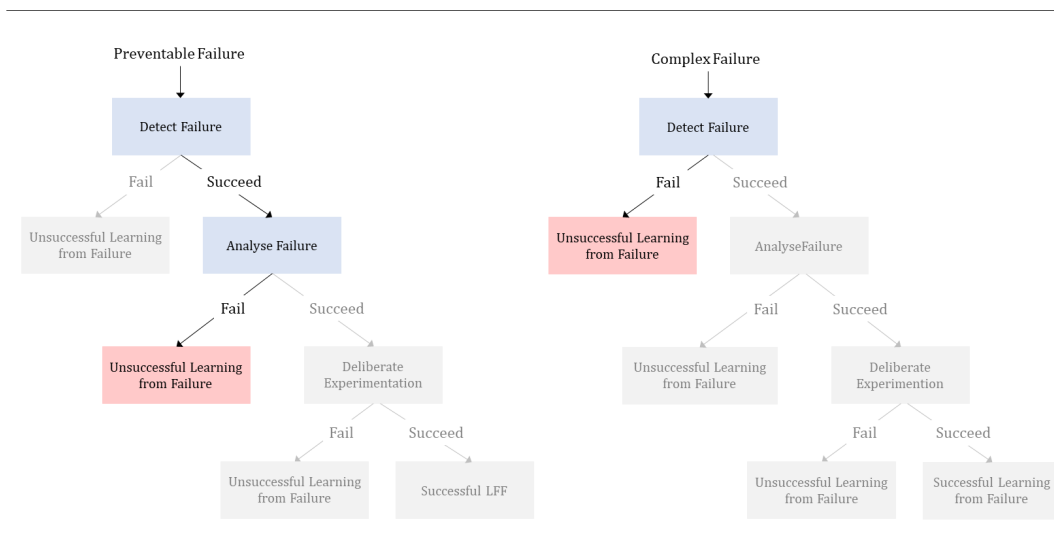 Preventable Failure
Detect Failure
Fail
Succeed
Unsuccessful Learning
from Failure
Analyse Failure
Fail
Succeed
Unsuccessful Learning
from Failure
Deliberate
Experimentation
Fail
Succeed
Unsuccessful Learning
from Failure
Successful LFF
Complex Failure
Detect Failure
Fail
Succeed
Unsuccessful Learning
from Failure
AnalyseFailure
Fail
Succeed
Unsuccessful Learning
from Failure
Deliberate
Experimention
Fail
Succeed
Unsuccessful Learning
from Failure
Successful Learning
from Failure